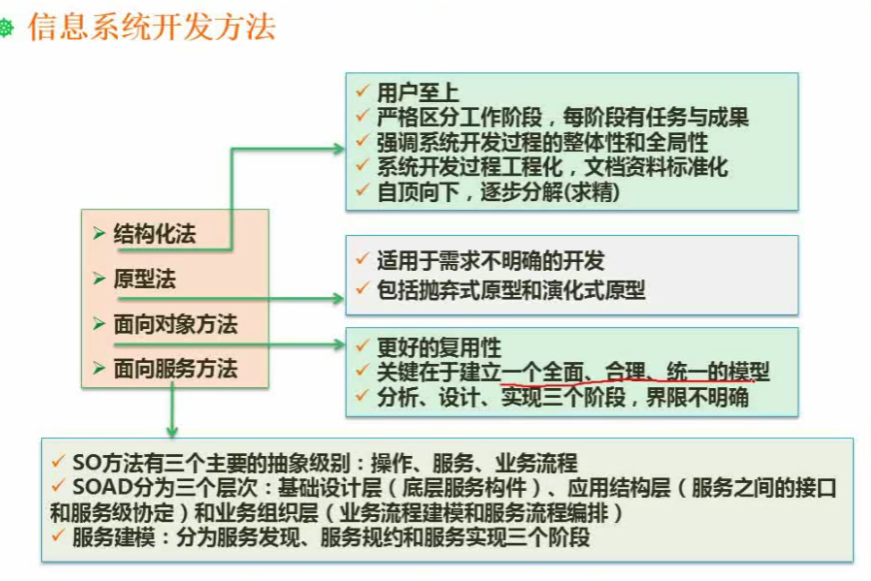 信息系统开发方法
用户至上
严格区分工作阶段，每阶段有任务与成果
强调系统开发过程的整体性和全局性
系统开发过程工程化，文档资料标准化
自顶向下，逐步分解(求精)
结构化法
原型法
面向对象方法
面向服务方法
适用于需求不明确的开发
包括抛弃式原型和演化式原型
更好的复用性
关键在于建立一个全面、合理、统一的模型
分析、设计、实现三个阶段，界限不明确
SO方法有三个主要的抽象级别：操作、服务、业务流程
SOAD分为三个层次：基础设计层（底层服务构件）、应用结构层（服务之间的接口
和服务级协定）和业务组织层（业务流程建模和服务流程编排）
服务建模：分为服务发现、服务规约和服务实现三个阶段